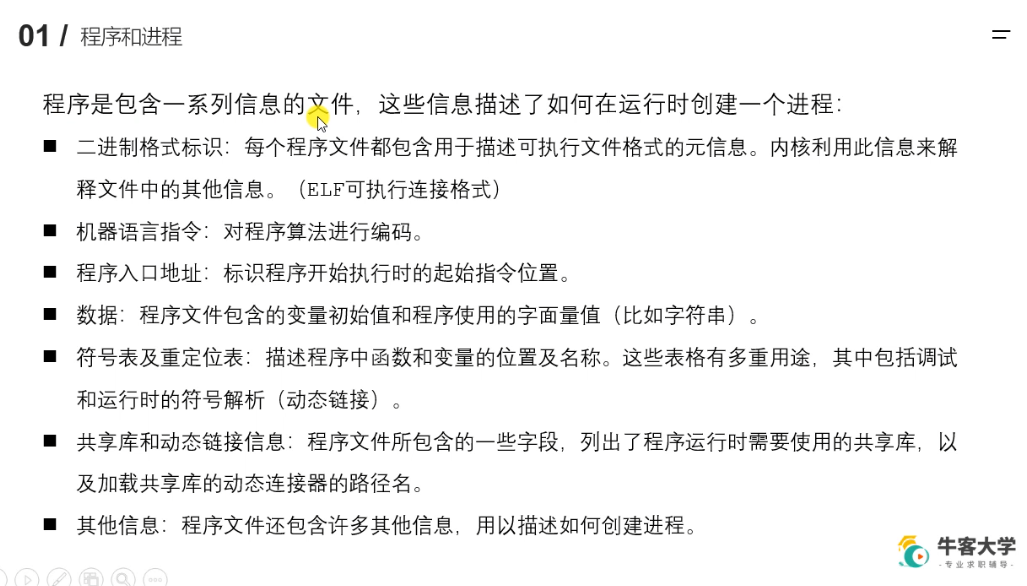 01 / 程序和进程
程序是包含一系列信息的文件，这些信息描述了如何在运行时创建一个进程：
■ 二进制格式标识：每个程序文件都包含用于描述可执行文件格式的元信息。内核利用此信息来解
释文件中的其他信息。（ELF可执行连接格式）
■ 机器语言指令：对程序算法进行编码。
■ 程序入口地址：标识程序开始执行时的起始指令位置。
■ 数据：程序文件包含的变量初始值和程序使用的字面量值（比如字符串）。
■ 符号表及重定位表：描述程序中函数和变量的位置及名称。这些表格有多重用途，其中包括调试
和运行时的符号解析（动态链接）。
■ 共享库和动态链接信息：程序文件所包含的一些字段，列出了程序运行时需要使用的共享库，以
及加载共享库的动态连接器的路径名。
■ 其他信息：程序文件还包含许多其他信息，用以描述如何创建进程。
牛客大学
·专业求职辅导·